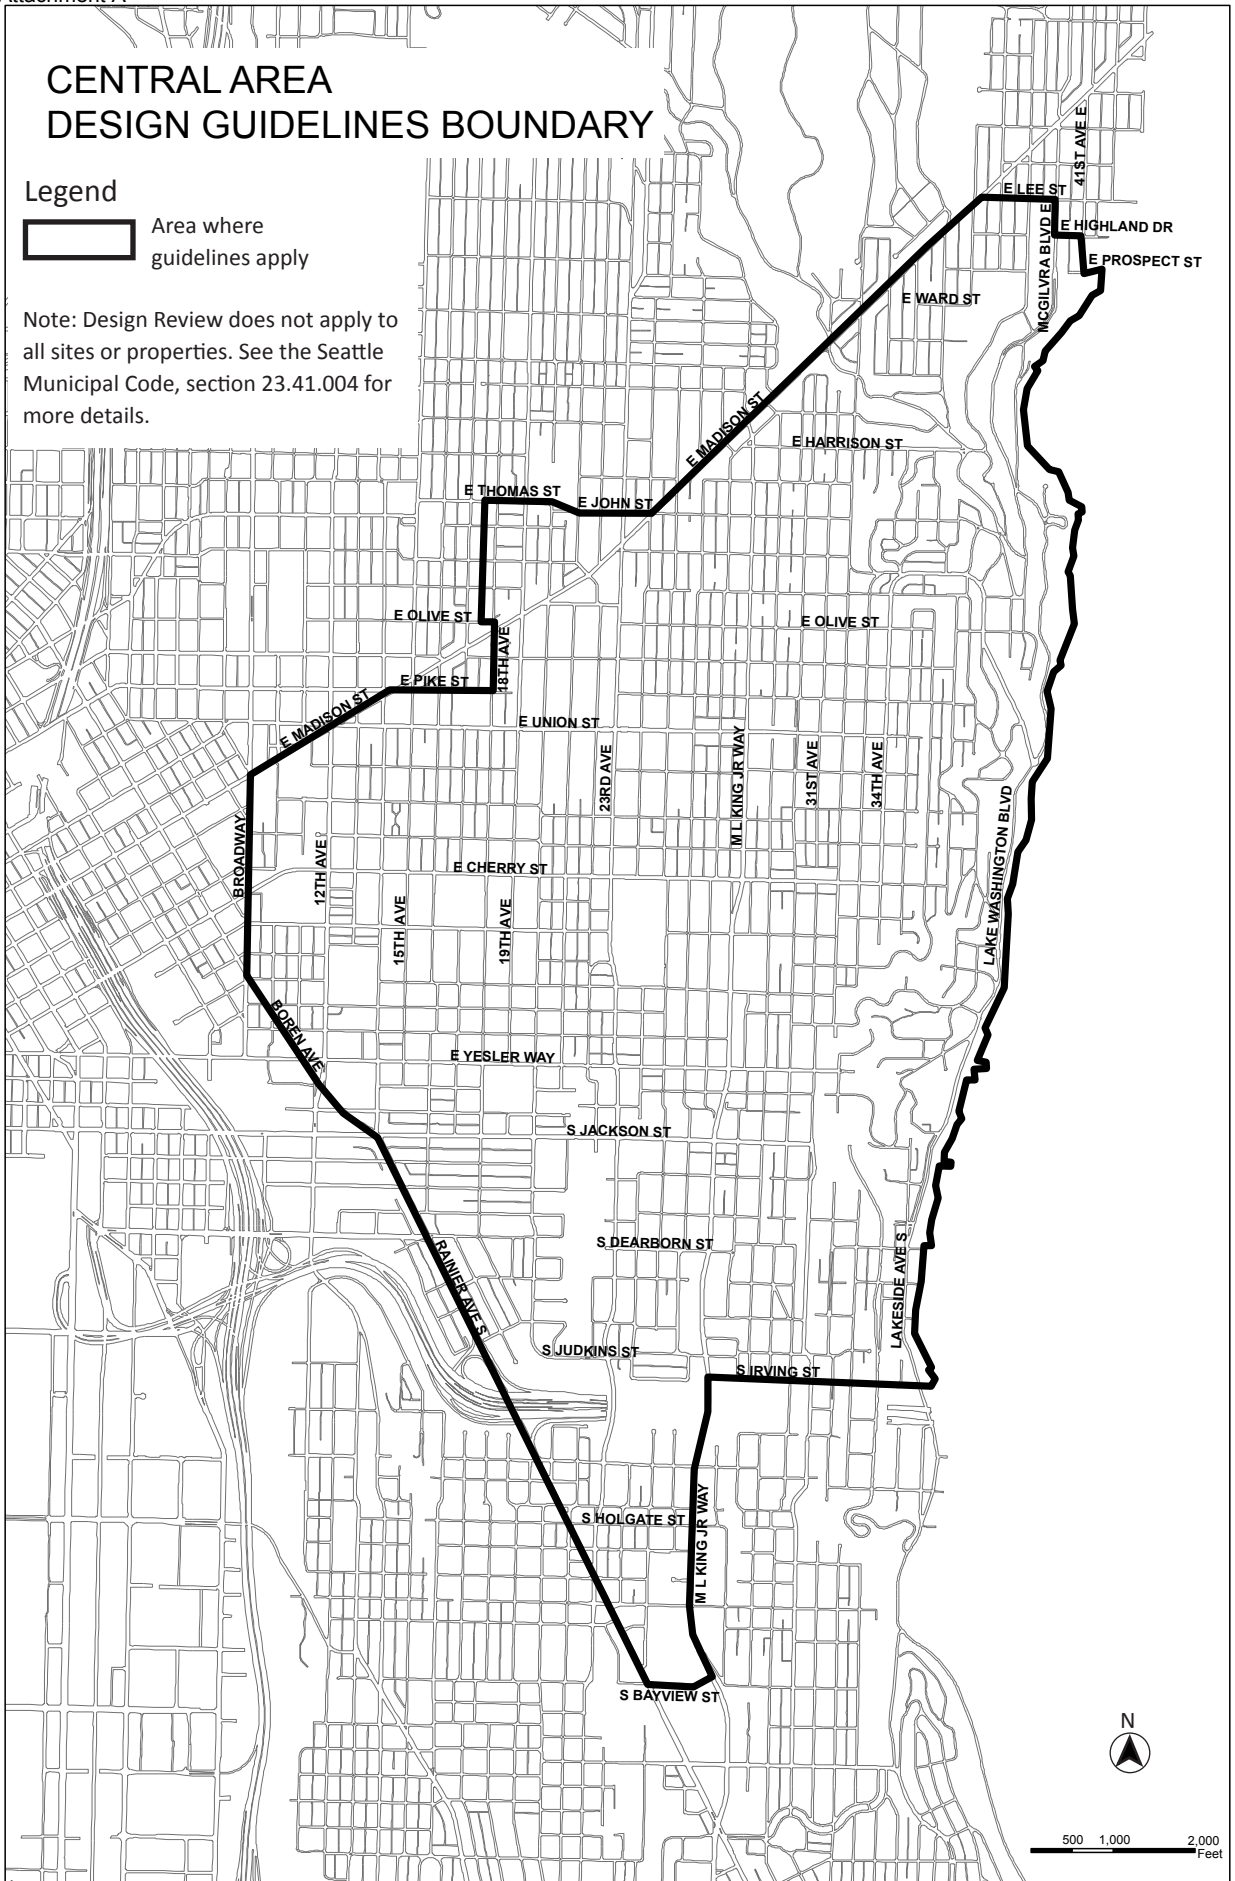 Attachment A
CENTRAL AREA
DESIGN GUIDELINES BOUNDARY
Legend
Area where
guidelines apply
Note: Design Review does not apply to
all sites or properties. See the Seattle
Municipal Code, section 23.41.004 for
more details.
41ST AVE E
E LEE ST
E HIGHLAND DR
MCGILVRA BLVD E
E PROSPECT ST
E WARD ST
E MADISON ST
E HARRISON ST
E THOMAS ST
E JOHN ST
E OLIVE ST
E OLIVE ST
18TH AVE
E PIKE ST
E MADISON ST
E UNION ST
23RD AVE
M L KING JR WAY
31ST AVE
34TH AVE
LAKE WASHINGTON BLVD
BROADWAY
12TH AVE
E CHERRY ST
15TH AVE
19TH AVE
BOREN AVE
E YESLER WAY
S JACKSON ST
S DEARBORN ST
RAINIER AVE S
LAKESIDE AVE S
S JUDKINS ST
S IRVING ST
S HOLGATE ST
M L KING JR WAY
S BAYVIEW ST
N
500 1,000 2,000
Feet